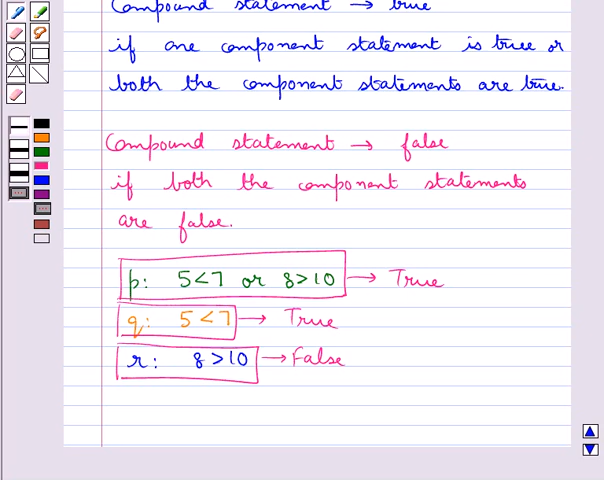 Compound statement → true
if one component statement is true or
both the component statements are true.
Compound statement → false
if both the component statements
are false.
p: 5<7 or 8>10 → True
q: 5<7 → True
r: 8>10 → False